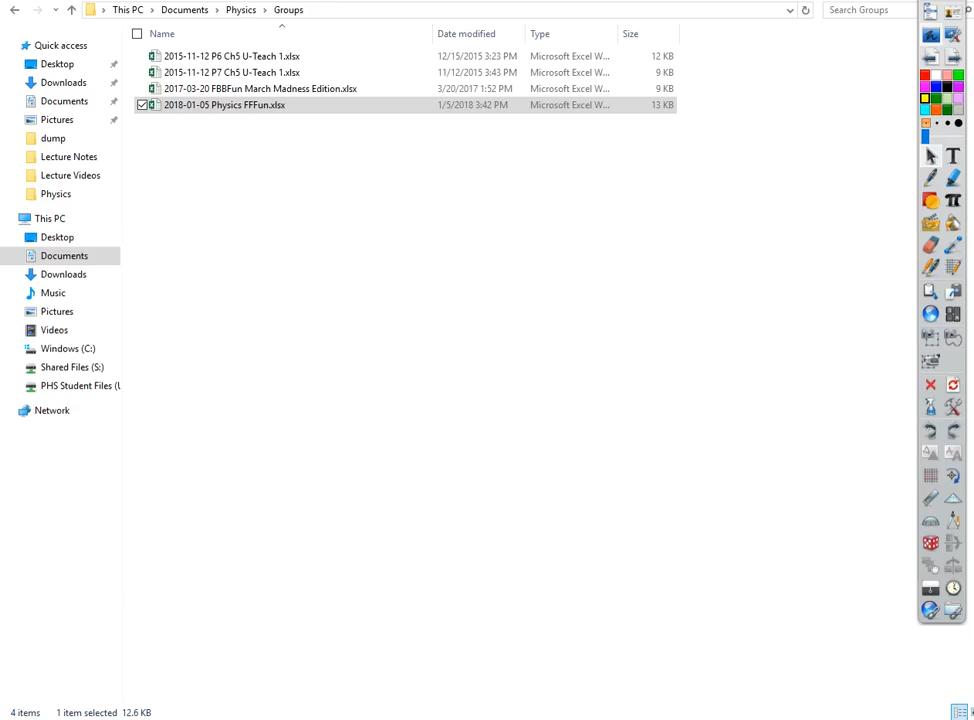 This PC > Documents > Physics > Groups
Search Groups
Name Date modified Type Size
2015-11-12 P6 Ch5 U-Teach 1.xlsx 12/15/2015 3:23 PM Microsoft Excel W... 12 KB
2015-11-12 P7 Ch5 U-Teach 1.xlsx 11/12/2015 3:43 PM Microsoft Excel W... 9 KB
2017-03-20 FBBFun March Madness Edition.xlsx 3/20/2017 1:52 PM Microsoft Excel W... 9 KB
2018-01-05 Physics FFFun.xlsx 1/5/2018 3:42 PM Microsoft Excel W... 13 KB
Quick access
Desktop
Downloads
Documents
Pictures
dump
Lecture Notes
Lecture Videos
Physics
This PC
Desktop
Documents
Downloads
Music
Pictures
Videos
Windows (C:)
Shared Files (S:)
PHS Student Files (
Network
T
4 items 1 item selected 12.6 KB